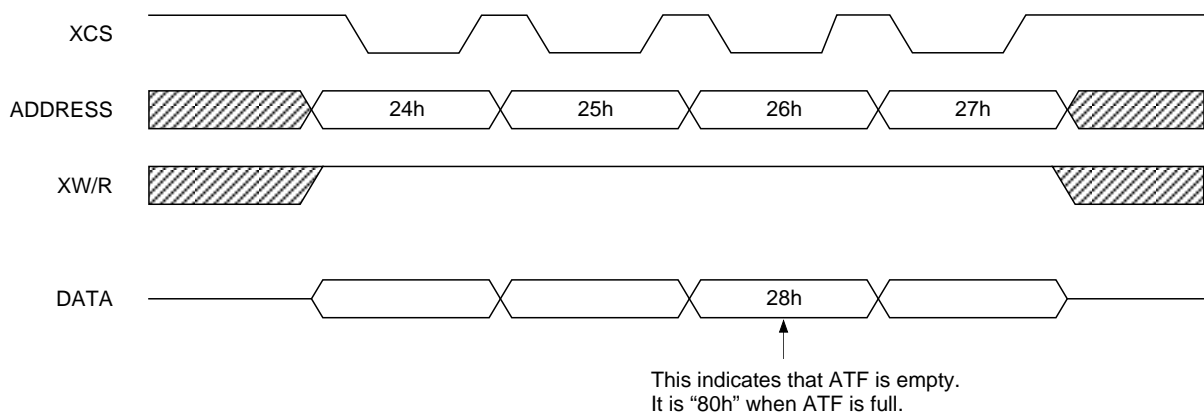 XCS
ADDRESS
24h
25h
26h
27h
XW/R
DATA
28h
This indicates that ATF is empty.
It is “80h” when ATF is full.